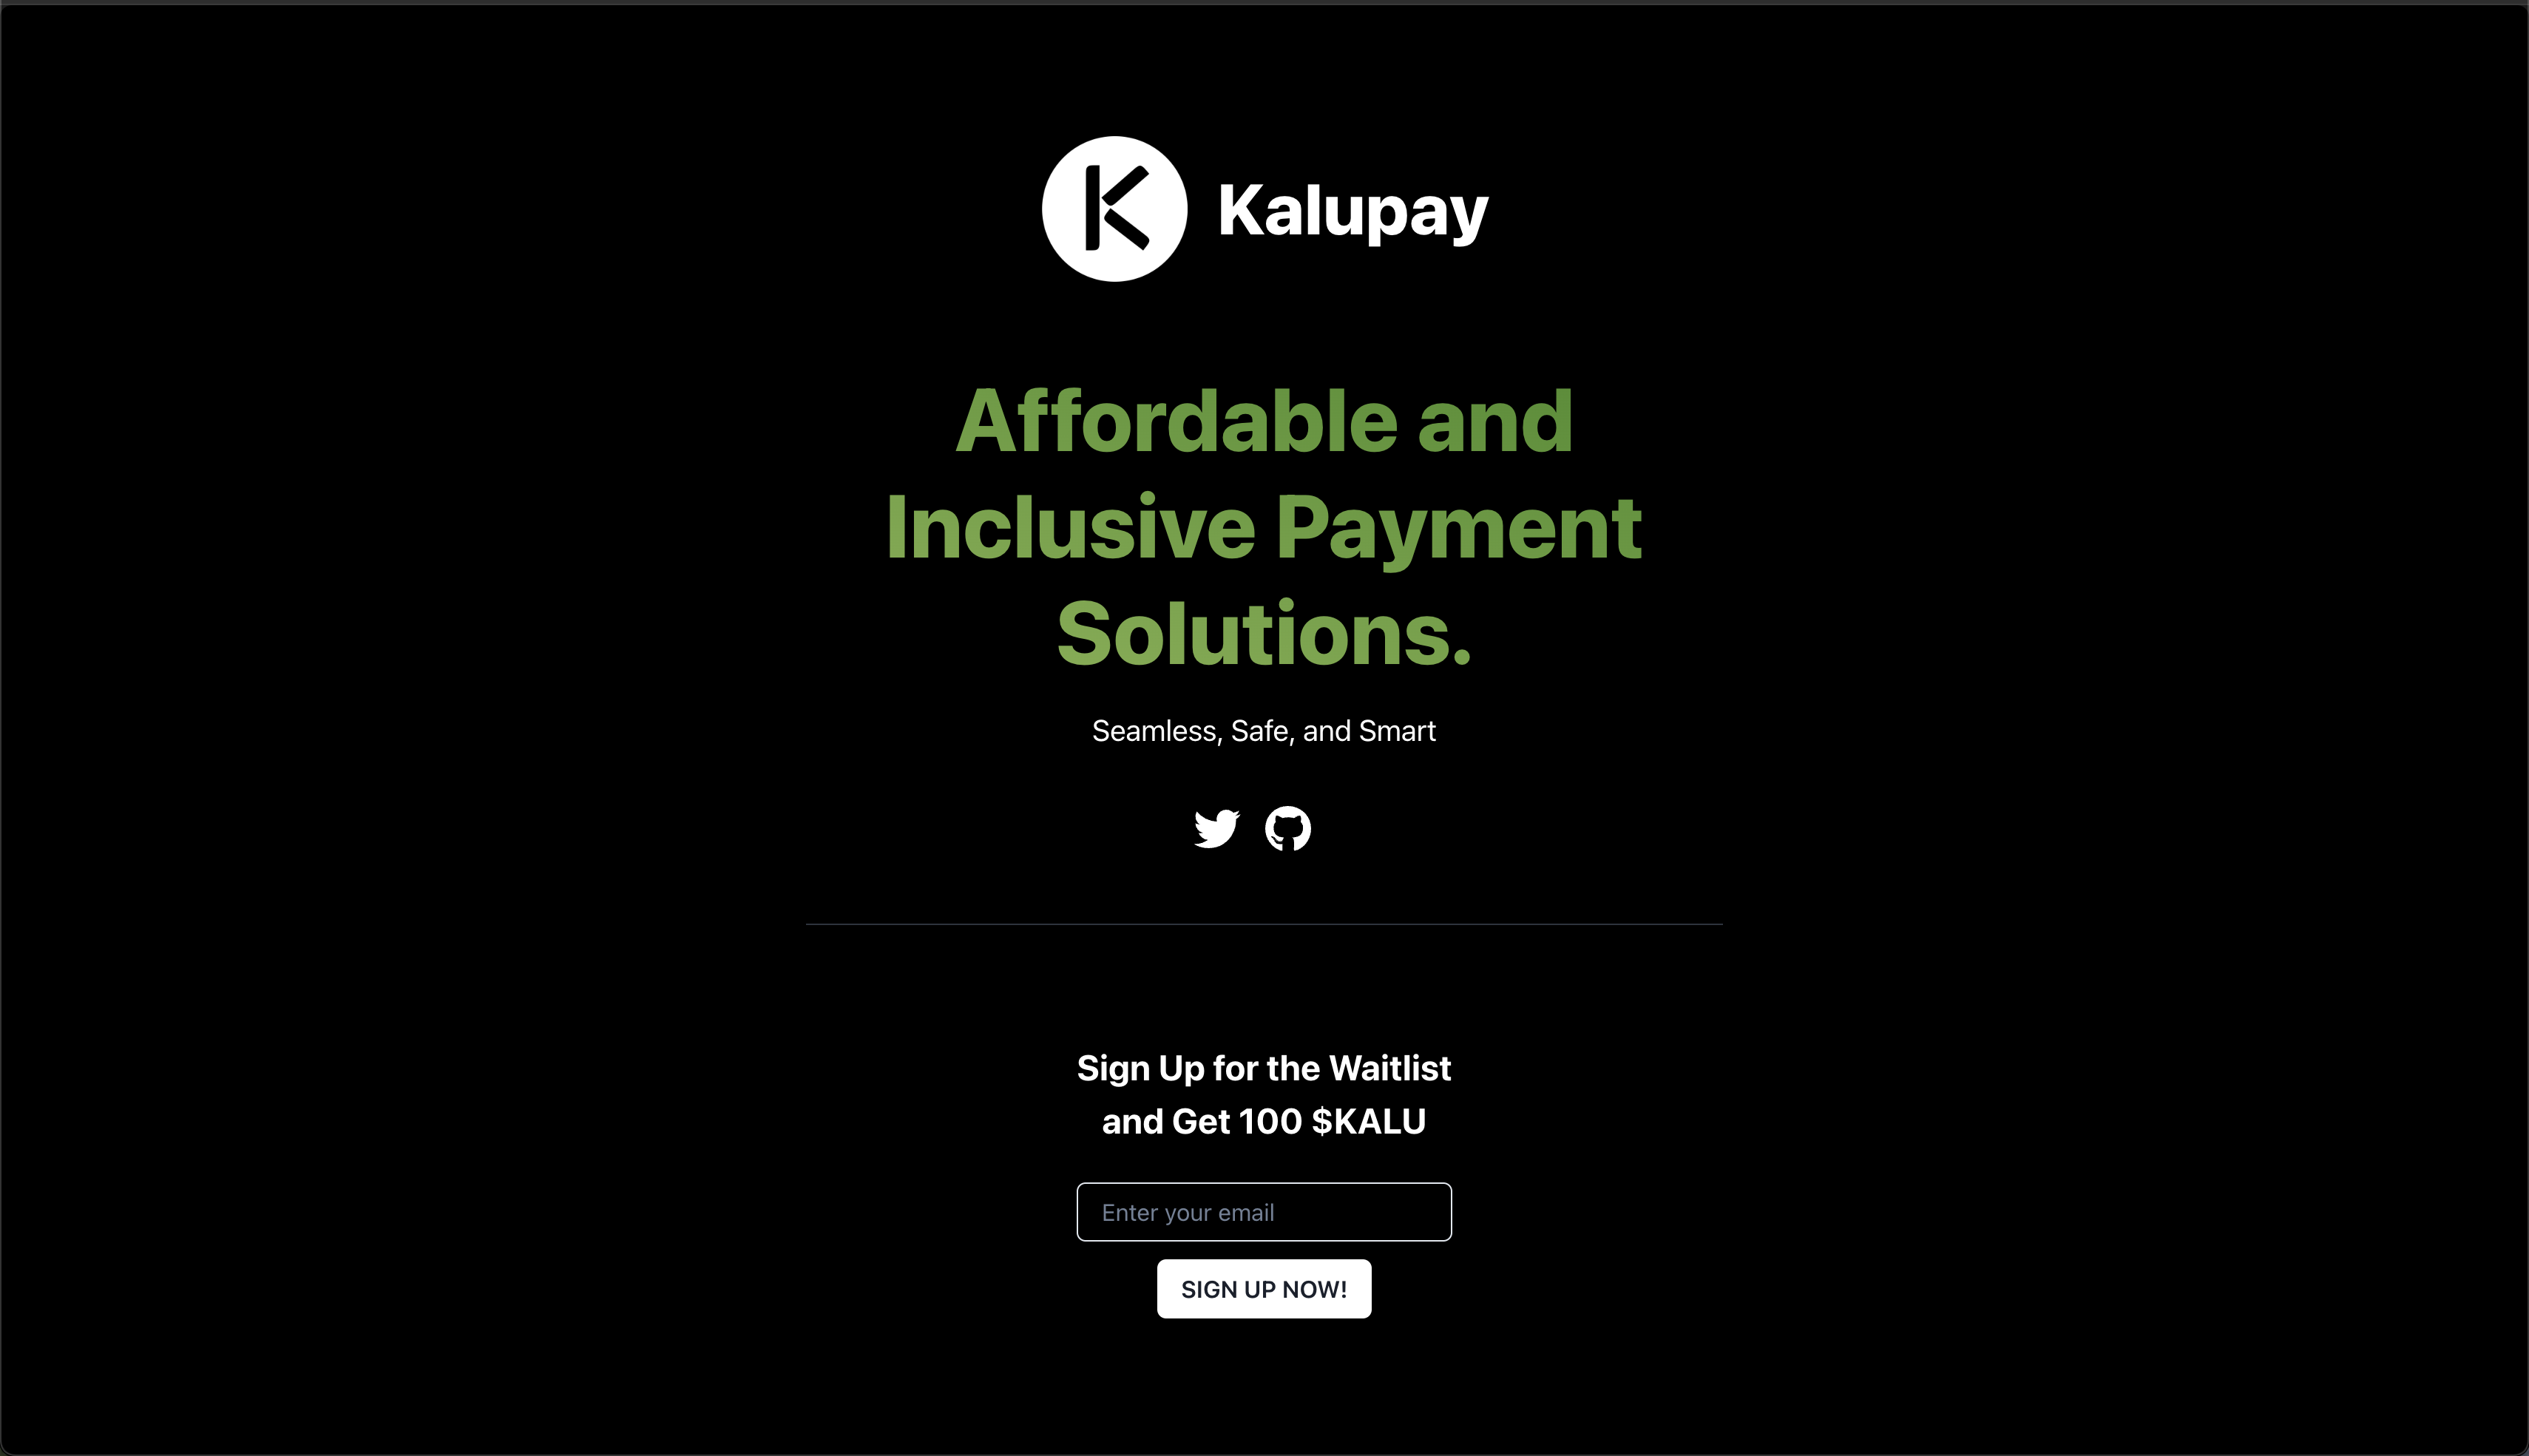 Kalupay
Affordable and
Inclusive Payment
Solutions.
Seamless, Safe, and Smart
Sign Up for the Waitlist
and Get 100 $KALU
Enter your email
SIGN UP NOW!